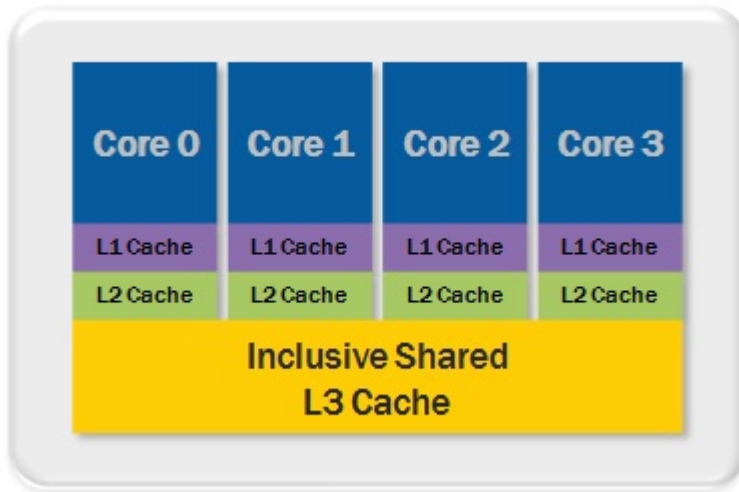 Core 0 Core 1 Core 2 Core 3
L1 Cache L1 Cache L1 Cache L1 Cache
L2 Cache L2 Cache L2 Cache L2 Cache
Inclusive Shared
L3 Cache